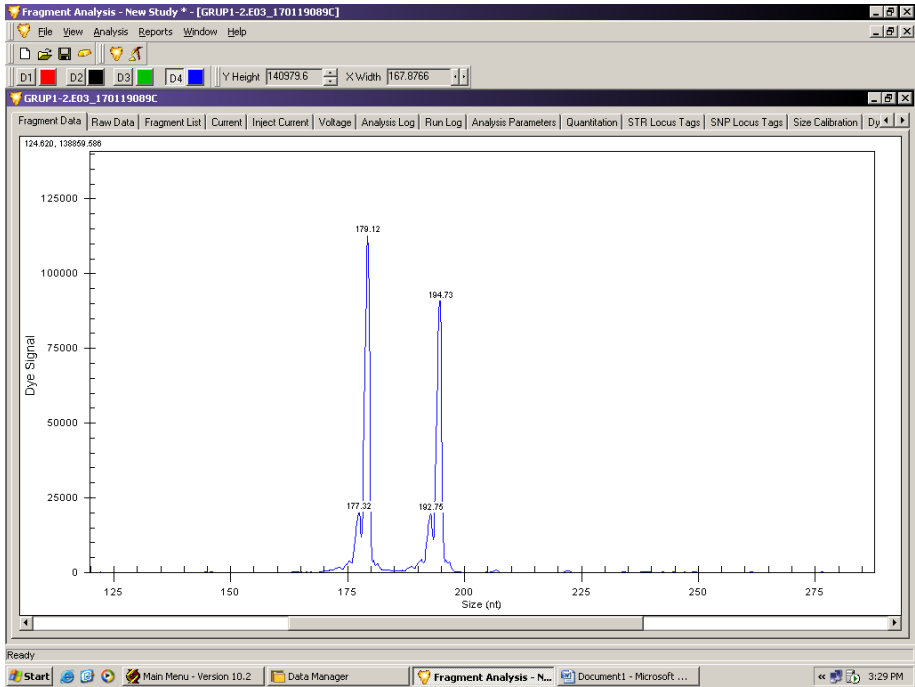 Fragment Analysis - New Study * - [GRUP1-2.E03_170119089C]
File View Analysis Reports Window Help
D1 D2 D3 D4 Y Height 140979.6 X Width 167.8766
GRUP1-2.E03_170119089C
Fragment Data Raw Data Fragment List Current Inject Current Voltage Analysis Log Run Log Analysis Parameters Quantitation STR Locus Tags SNP Locus Tags Size Calibration Dy
124.620, 138859.586
125000
100000
75000
50000
25000
0
Dye Signal
179.12
194.73
177.32
192.75
125 150 175 200 225 250 275
Size (nt)
Ready
Start Main Menu - Version 10.2 Data Manager Fragment Analysis - N... Document1 - Microsoft ... « 3:29 PM